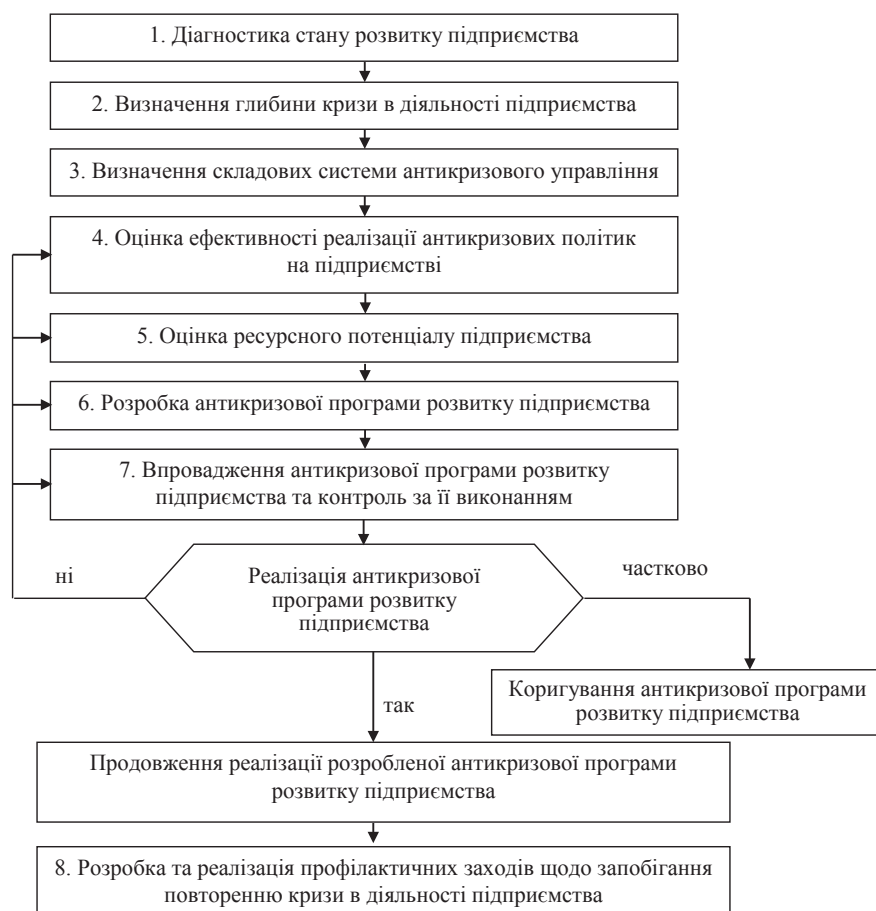 1. Діагностика стану розвитку підприємства
2. Визначення глибини кризи в діяльності підприємства
3. Визначення складових системи антикризового управління
4. Оцінка ефективності реалізації антикризових політик
на підприємстві
5. Оцінка ресурсного потенціалу підприємства
6. Розробка антикризової програми розвитку підприємства
7. Впровадження антикризової програми розвитку
підприємства та контроль за її виконанням
ні
Реалізація антикризової
програми розвитку
підприємства
частково
Коригування антикризової програми
розвитку підприємства
так
Продовження реалізації розробленої антикризової програми
розвитку підприємства
8. Розробка та реалізація профілактичних заходів щодо запобігання
повторенню кризи в діяльності підприємства